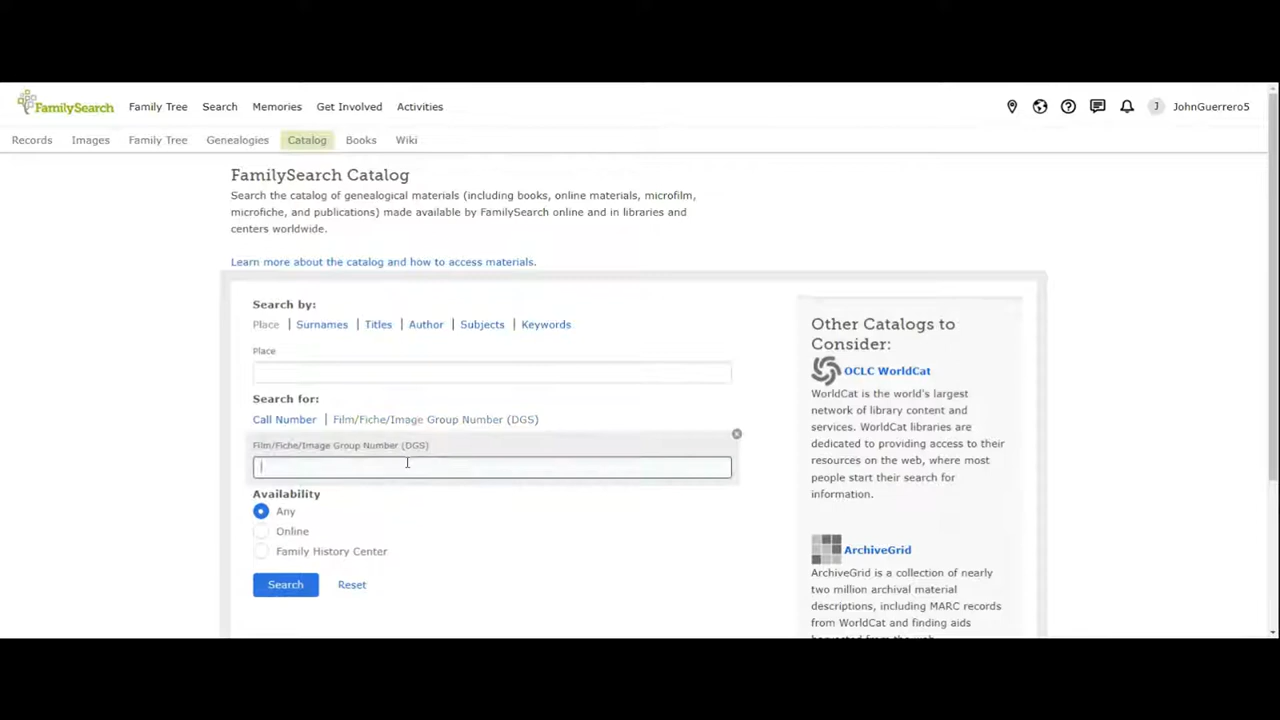 FamilySearch Family Tree Search Memories Get Involved Activities J JohnGuerrero5
Records Images Family Tree Genealogies Catalog Books Wiki
FamilySearch Catalog
Search the catalog of genealogical materials (including books, online materials, microfilm,
microfiche, and publications) made available by FamilySearch online and in libraries and
centers worldwide.
Learn more about the catalog and how to access materials.
Search by:
Place | Surnames | Titles | Author | Subjects | Keywords
Place
Search for:
Call Number | Film/Fiche/Image Group Number (DGS)
Film/Fiche/Image Group Number (DGS)
Availability
Any
Online
Family History Center
Search Reset
Other Catalogs to
Consider:
OCLC WorldCat
WorldCat is the world's largest
network of library content and
services. WorldCat libraries are
dedicated to providing access to their
resources on the web, where most
people start their search for
information.
ArchiveGrid
ArchiveGrid is a collection of nearly
two million archival material
descriptions, including MARC records
from WorldCat and finding aids
harvested from the web.